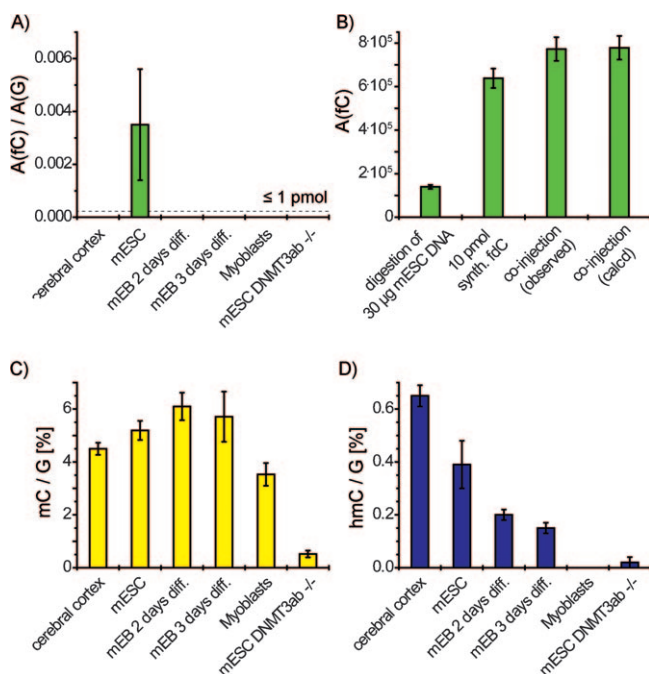 A)
A(fC) / A(G)
0.006
0.004
0.002
0.000
≤ 1 pmol
cerebral cortex
mESC
mEB 2 days diff.
mEB 3 days diff.
Myoblasts
mESC DNMT3ab -/-
B)
A(fC)
8·10⁵
6·10⁵
4·10⁵
2·10⁵
0
digestion of
30 µg mESC DNA
10 pmol
synth. fdC
co-injection
(observed)
co-injection
(calcd)
C)
mC / G [%]
6
4
2
0
cerebral cortex
mESC
mEB 2 days diff.
mEB 3 days diff.
Myoblasts
mESC DNMT3ab -/-
D)
hmC / G [%]
0.6
0.4
0.2
0.0
cerebral cortex
mESC
mEB 2 days diff.
mEB 3 days diff.
Myoblasts
mESC DNMT3ab -/-